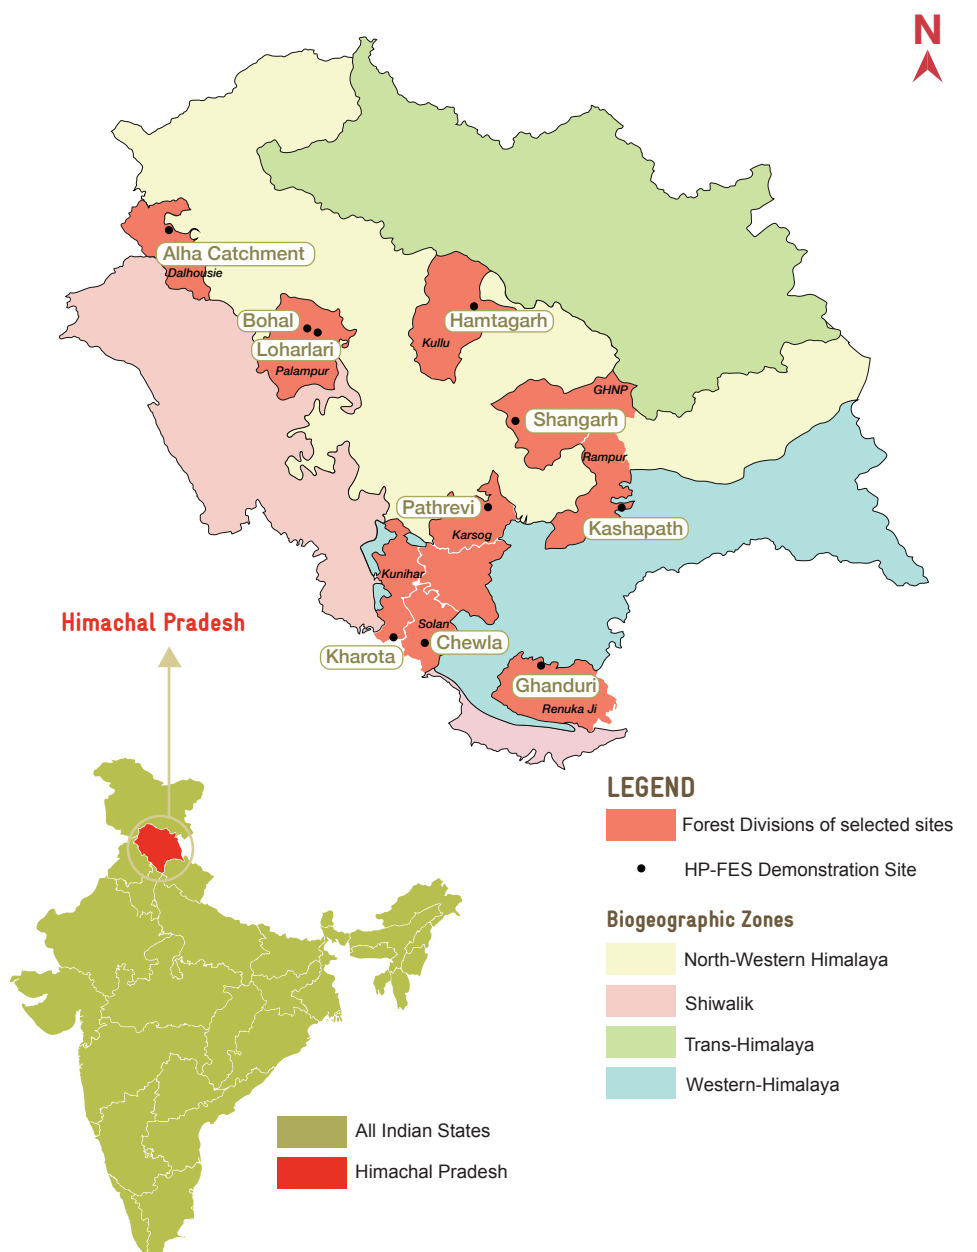 N
Alha Catchment
Dalhousie
Bohal
Loharlari
Palampur
Hamtagarh
Kullu
GHNP
Shangarh
Rampur
Pathrevi
Karsog
Kashapath
Kunihar
Solan
Chewla
Kharota
Ghanduri
Renuka Ji
Himachal Pradesh
LEGEND
Forest Divisions of selected sites
HP-FES Demonstration Site
Biogeographic Zones
North-Western Himalaya
Shiwalik
Trans-Himalaya
Western-Himalaya
All Indian States
Himachal Pradesh